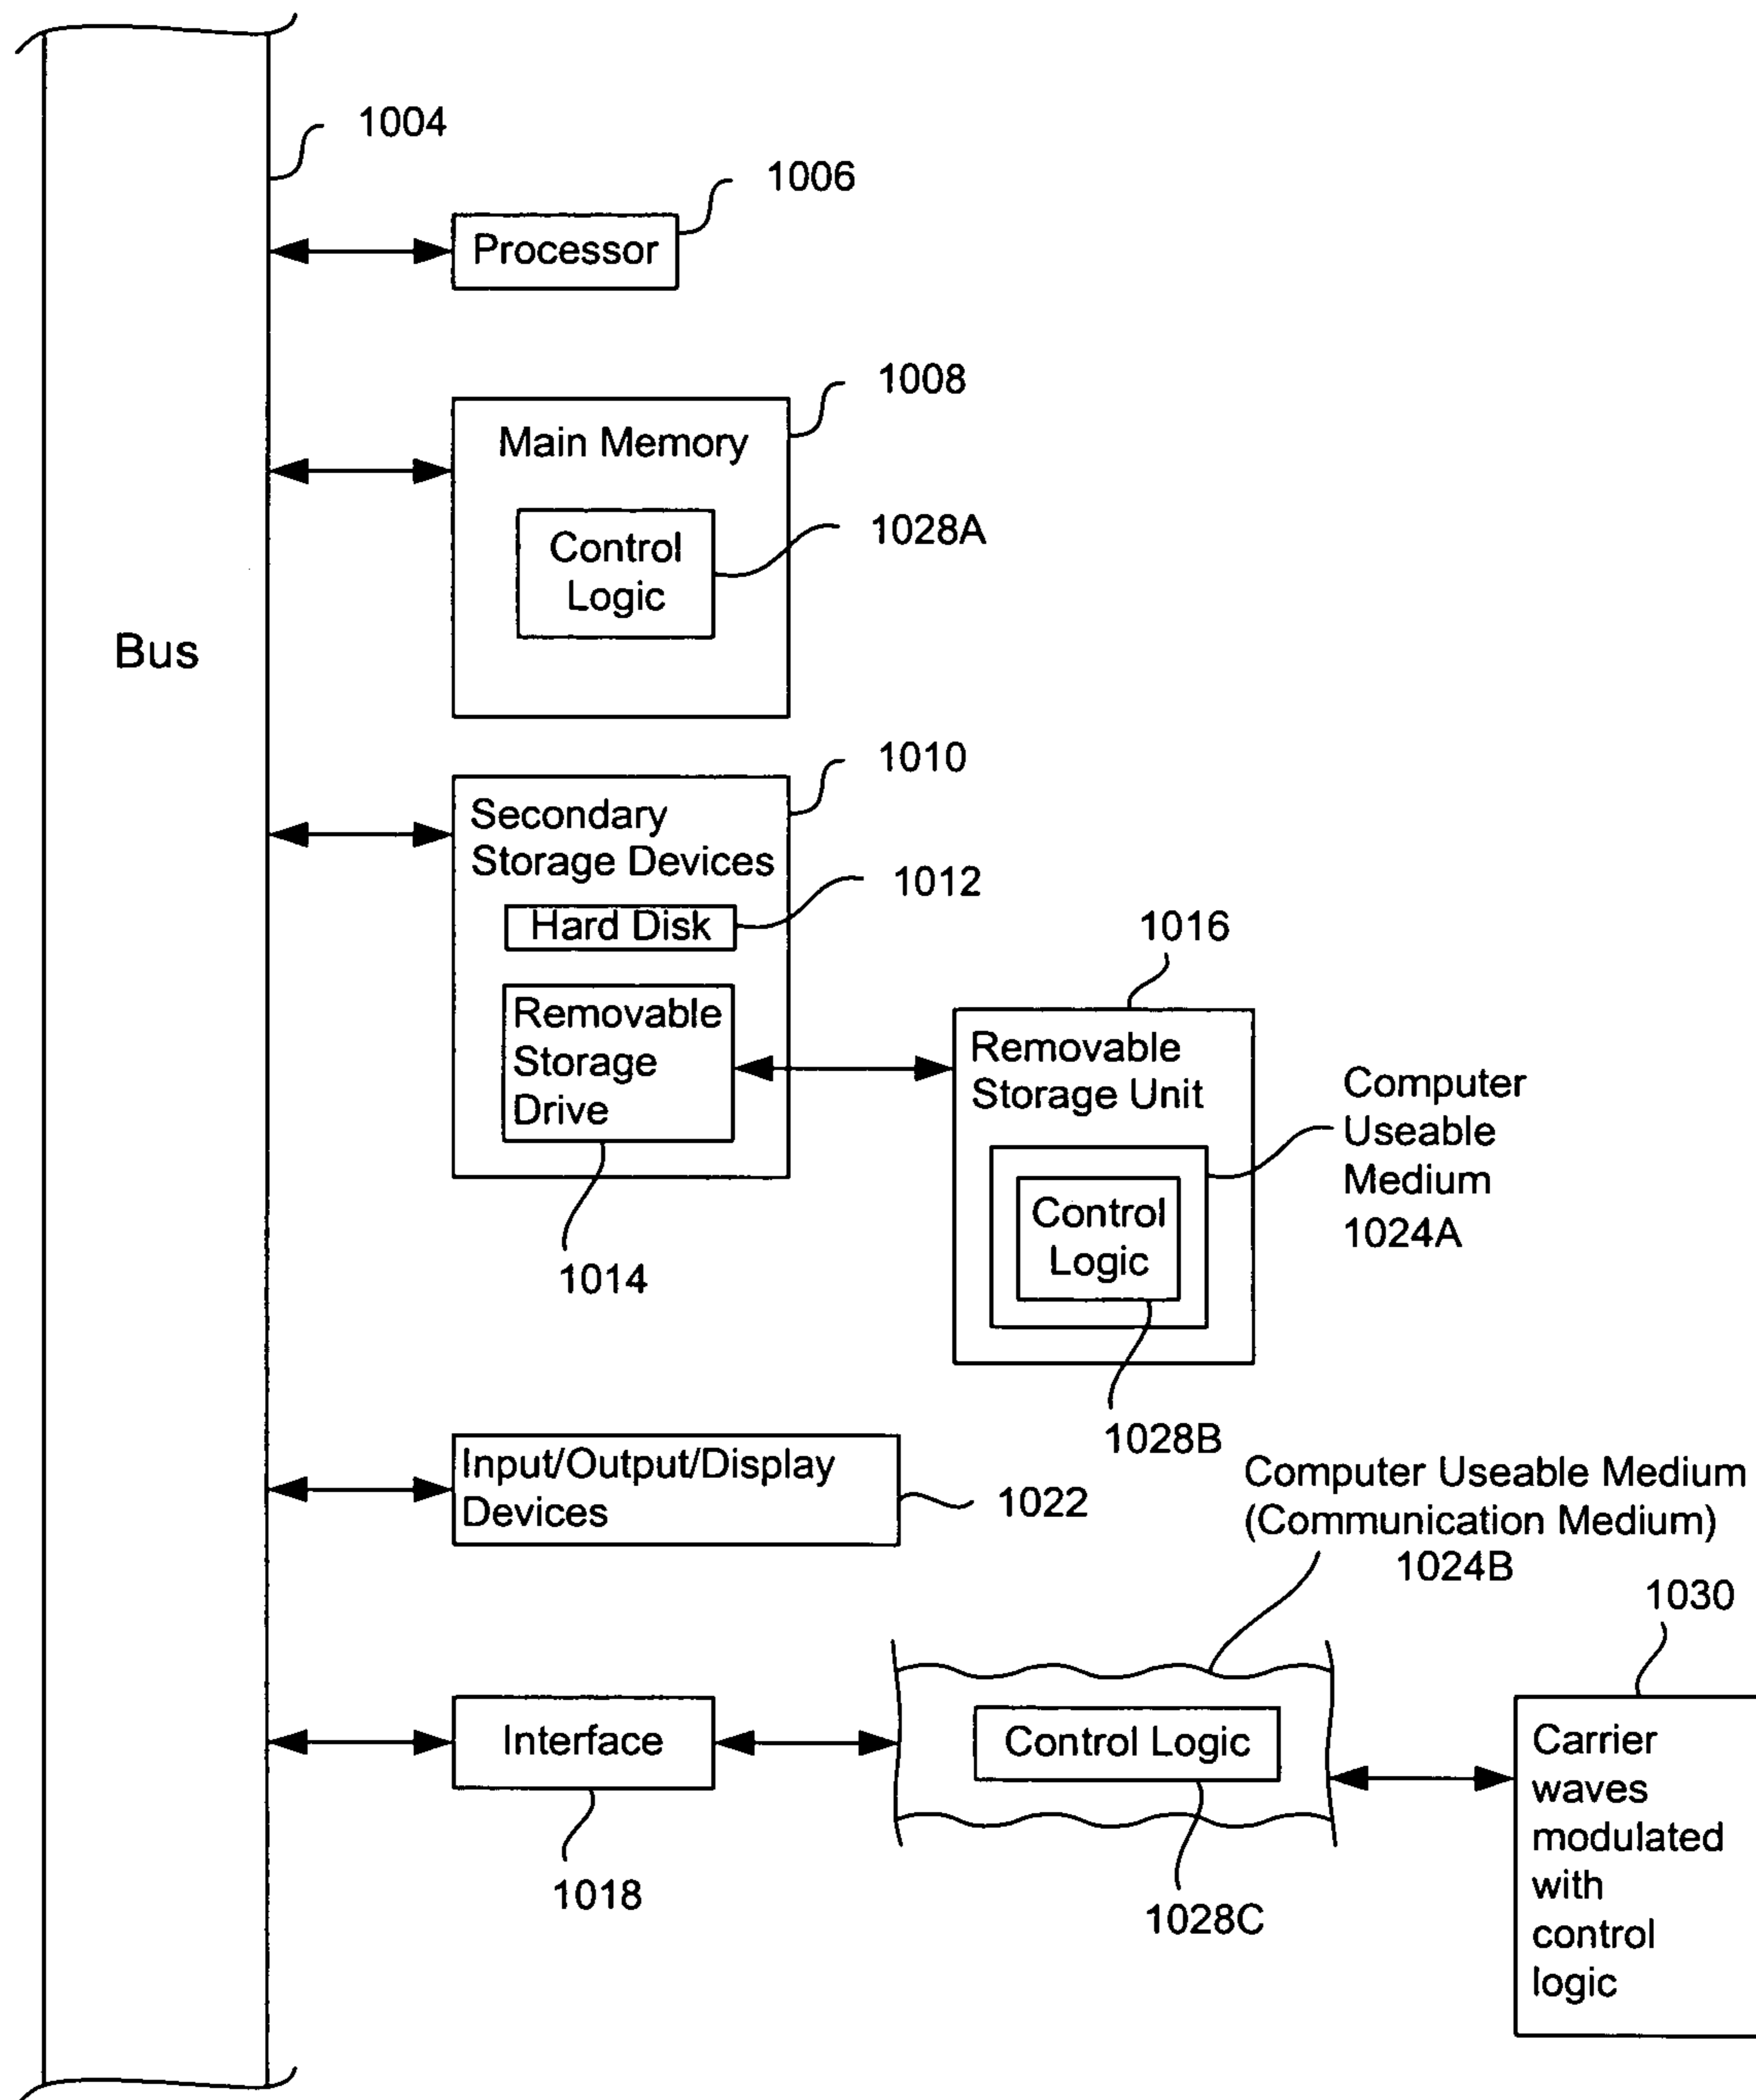 1004
1006
Processor
1008
Main Memory
Control
Logic
1028A
Bus
1010
Secondary
Storage Devices
1012
Hard Disk
1016
Removable
Storage
Drive
Removable
Storage Unit
Computer
Useable
Medium
1024A
Control
Logic
1014
1028B
Input/Output/Display
Devices
1022
Computer Useable Medium
(Communication Medium)
1024B
1030
Interface
Control Logic
Carrier
waves
modulated
with
control
logic
1018
1028C